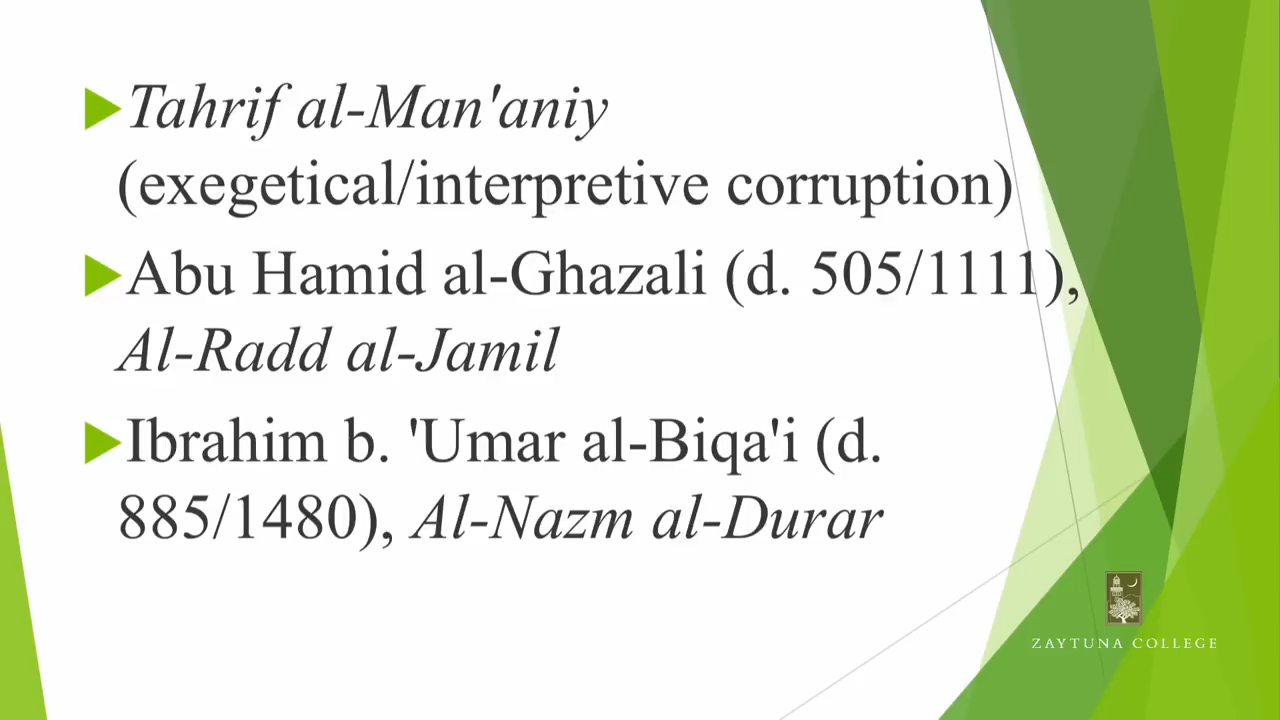 Tahrif al-Man'aniy
(exegetical/interpretive corruption)
Abu Hamid al-Ghazali (d. 505/1111),
Al-Radd al-Jamil
Ibrahim b. 'Umar al-Biqa'i (d.
885/1480), Al-Nazm al-Durar
ZAYTUNA COLLEGE